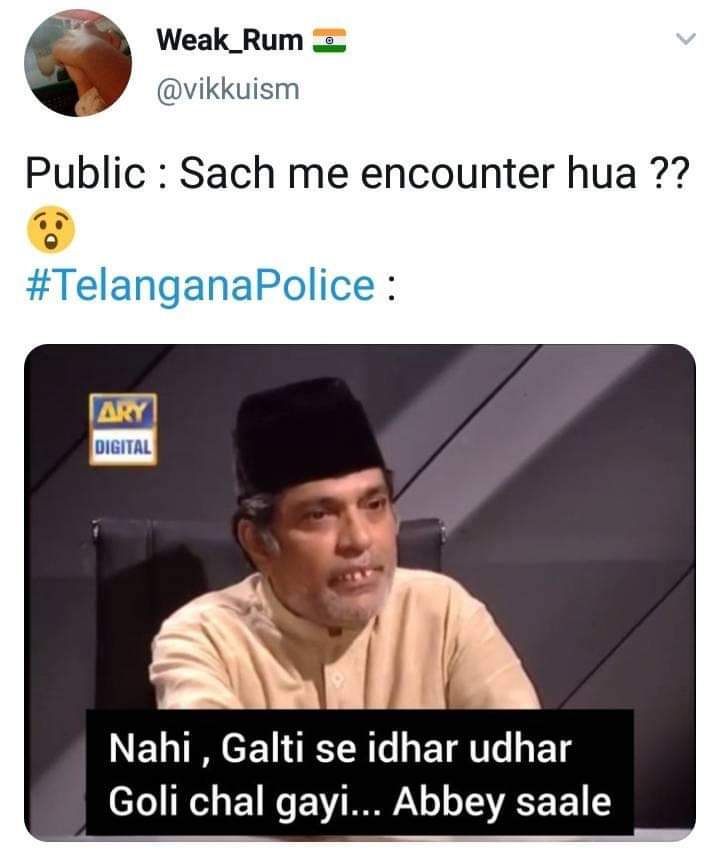 Weak_Rum 🇮🇳
@vikkuism
Public : Sach me encounter hua ??
😲
#TelanganaPolice :
ARY
DIGITAL
Nahi , Galti se idhar udhar
Goli chal gayi... Abbey saale